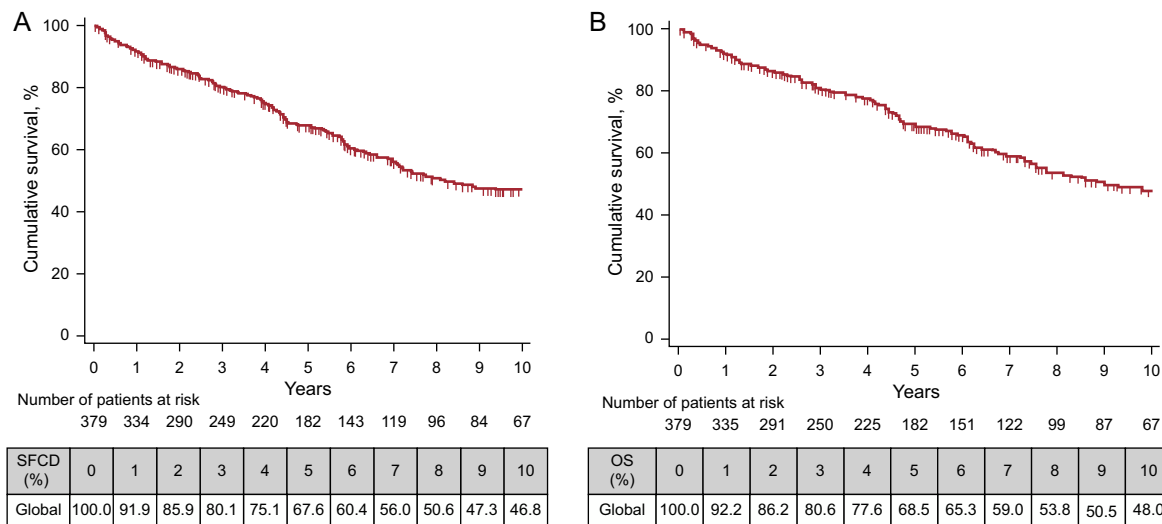 A
100
80
60
40
20
0
Cumulative survival, %
0 1 2 3 4 5 6 7 8 9 10
Years
Number of patients at risk
379 334 290 249 220 182 143 119 96 84 67
SFCD (%) 0 1 2 3 4 5 6 7 8 9 10
Global 100.0 91.9 85.9 80.1 75.1 67.6 60.4 56.0 50.6 47.3 46.8
B
100
80
60
40
20
0
Cumulative survival, %
0 1 2 3 4 5 6 7 8 9 10
Years
Number of patients at risk
379 335 291 250 225 182 151 122 99 87 67
OS (%) 0 1 2 3 4 5 6 7 8 9 10
Global 100.0 92.2 86.2 80.6 77.6 68.5 65.3 59.0 53.8 50.5 48.0